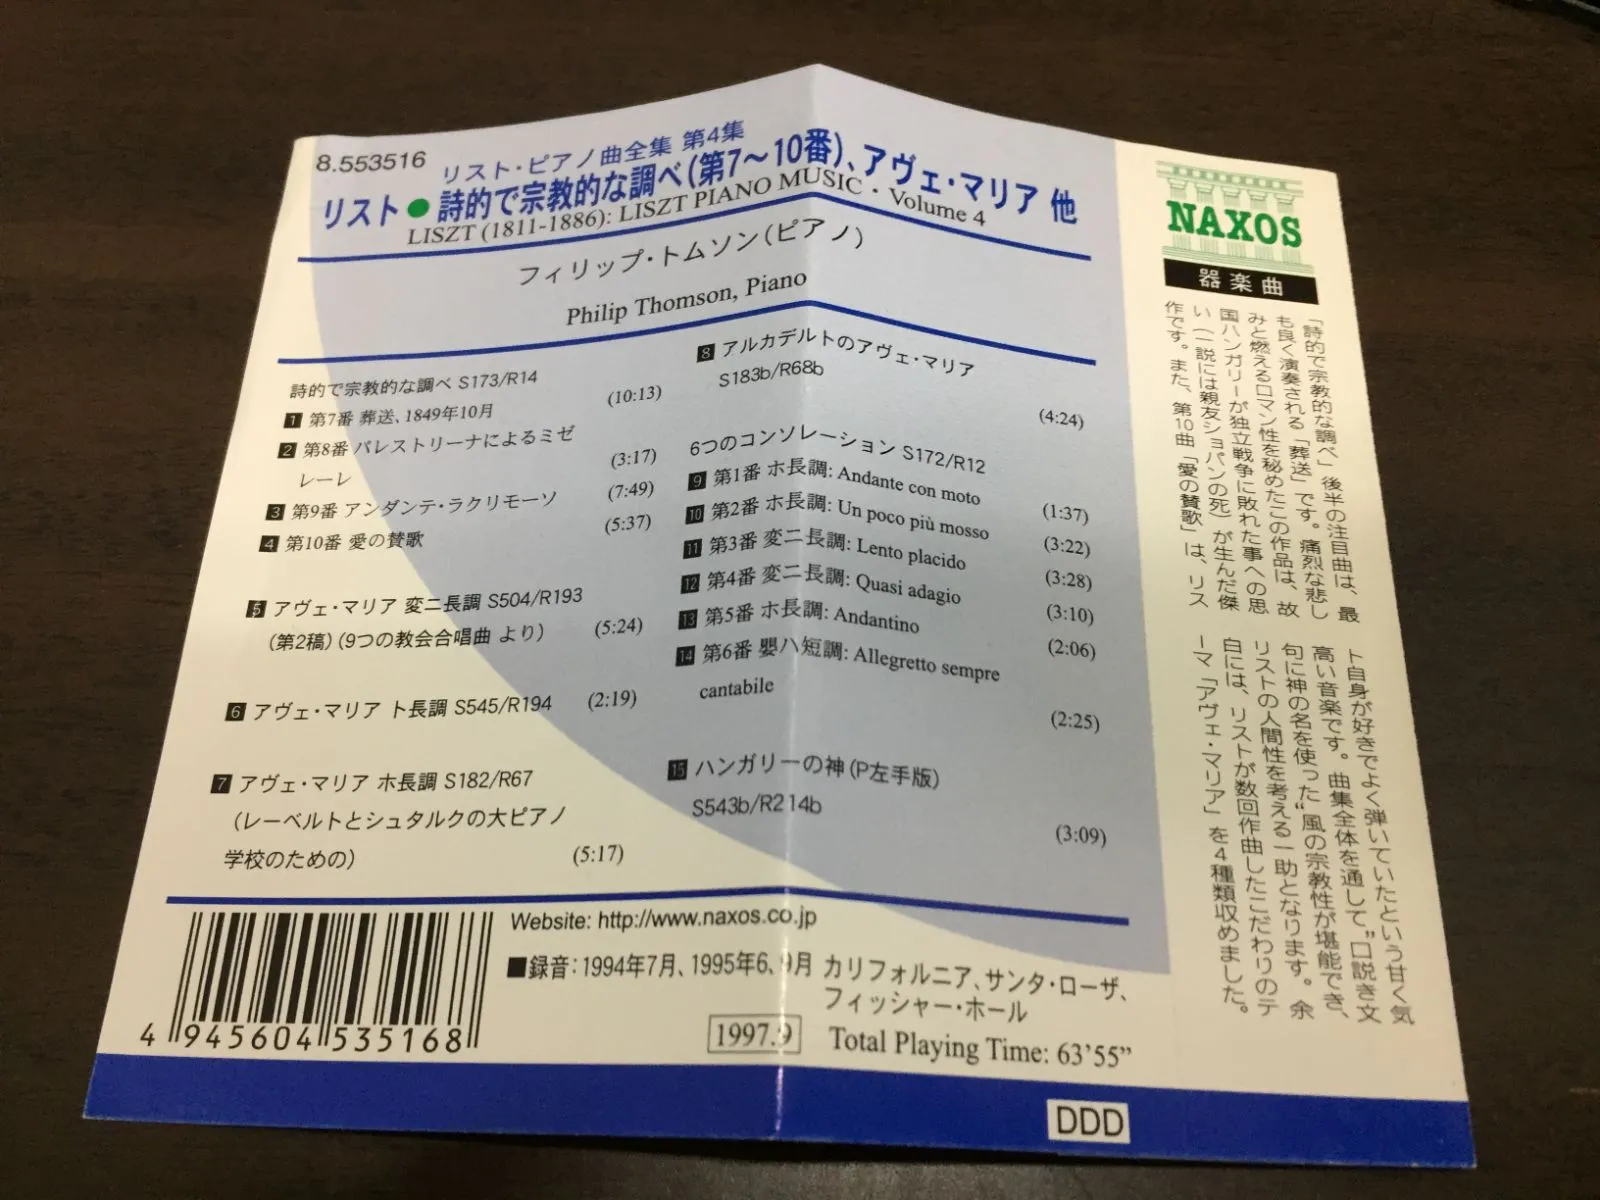 8.553516
リスト・ピアノ曲全集 第4集
リスト●詩的で宗教的な調べ(第7〜10番)、アヴェ・マリア 他
LISZT (1811-1886): LISZT PIANO MUSIC・Volume 4
フィリップ・トムソン(ピアノ)
Philip Thomson, Piano
詩的で宗教的な調べ S173/R14
1 第7番 葬送、1849年10月 (10:13)
2 第8番 パレストリーナによるミゼ
レーレ (3:17)
3 第9番 アンダンテ・ラクリモーソ (7:49)
4 第10番 愛の賛歌 (5:37)
5 アヴェ・マリア 変ニ長調 S504/R193
(第2稿)(9つの教会合唱曲 より) (5:24)
6 アヴェ・マリア ト長調 S545/R194 (2:19)
7 アヴェ・マリア ホ長調 S182/R67
(レーベルトとシュタルクの大ピアノ
学校のための) (5:17)
8 アルカデルトのアヴェ・マリア
S183b/R68b
(4:24)
6つのコンソレーション S172/R12
9 第1番 ホ長調: Andante con moto (1:37)
10 第2番 ホ長調: Un poco più mosso (3:22)
11 第3番 変ニ長調: Lento placido (3:28)
12 第4番 変ニ長調: Quasi adagio (3:10)
13 第5番 ホ長調: Andantino (2:06)
14 第6番 嬰ハ短調: Allegretto sempre
cantabile (2:25)
15 ハンガリーの神(P左手版)
S543b/R214b
(3:09)
Website: http://www.naxos.co.jp
■録音:1994年7月、1995年6、9月 カリフォルニア、サンタ・ローザ、
フィッシャー・ホール
1997.9
Total Playing Time: 63'55”
4 945604 535168
DDD
NAXOS
器楽曲
「詩的で宗教的な調べ」後半の注目曲は、最
も良く演奏される「葬送」です。痛烈な悲し
みと燃えるロマン性を秘めたこの作品は、故
国ハンガリーが独立戦争に敗れた事への思
い(一説には親友ショパンの死)が生んだ傑
作です。また、第10曲「愛の賛歌」は、リス
ト自身が好きでよく弾いていたという甘く気
高い音楽です。曲集全体を通して、”口説き文
句に神の名を使った“風の宗教性が堪能でき、
リストの人間性を考える一助となります。余
白には、リストが数回作曲したこだわりのテ
ーマ「アヴェ・マリア」を4種類収めました。